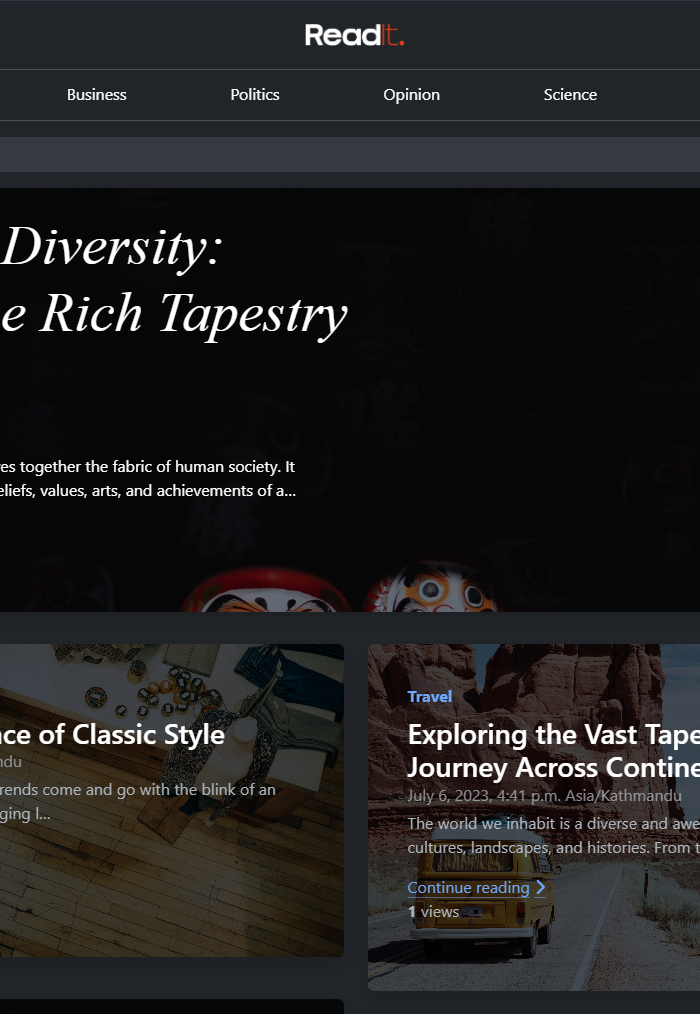 ReadIt.
Business Politics Opinion Science
Diversity:
e Rich Tapestry
es together the fabric of human society. It
eliefs, values, arts, and achievements of a...
ce of Classic Style
ndu
rends come and go with the blink of an
ging l...
Travel
Exploring the Vast Tape
Journey Across Contine
July 6, 2023, 4:41 p.m. Asia/Kathmandu
The world we inhabit is a diverse and awe
cultures, landscapes, and histories. From t
Continue reading
1 views